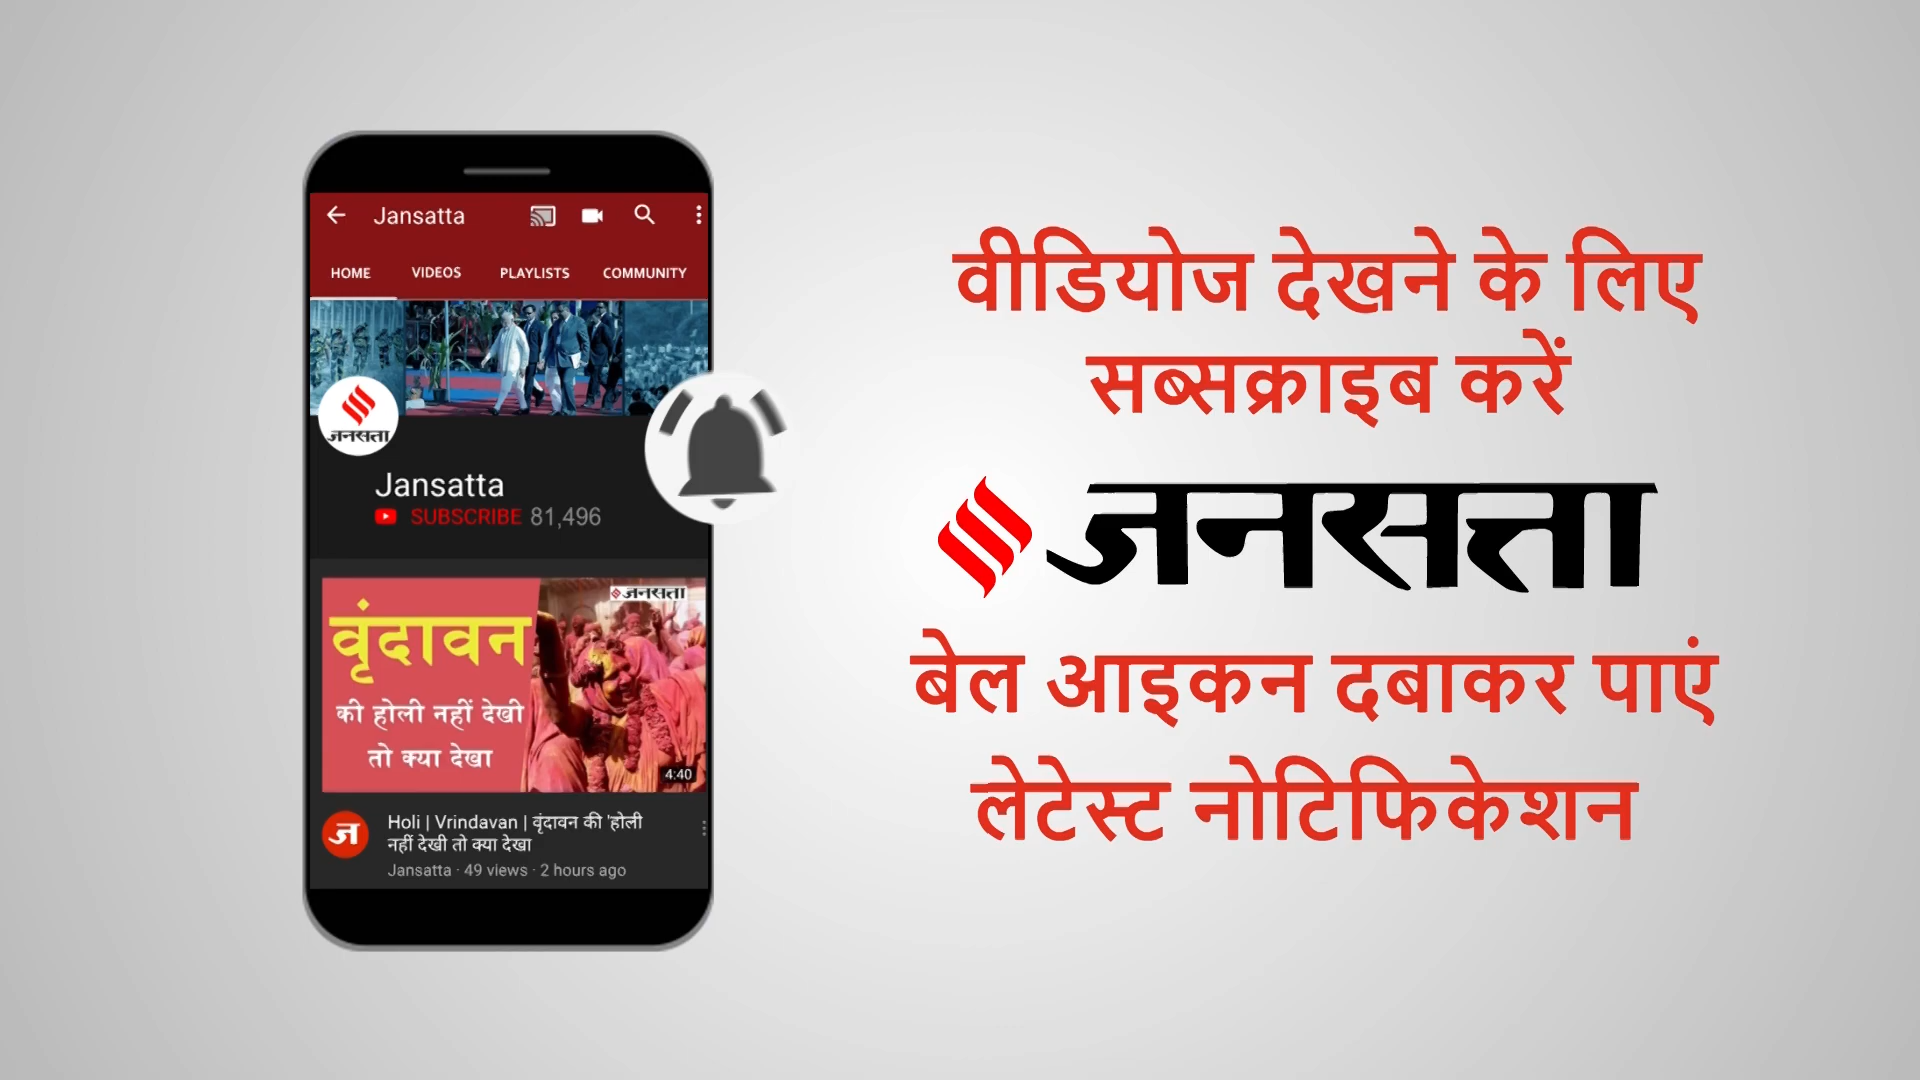 Jansatta
HOME VIDEOS PLAYLISTS COMMUNITY
जनसत्ता
Jansatta
SUBSCRIBE 81,496
जनसत्ता
वृंदावन
की होली नहीं देखी
तो क्या देखा
4:40
ज
Holi | Vrindavan | वृंदावन की 'होली
नहीं देखी तो क्या देखा
Jansatta · 49 views · 2 hours ago
वीडियोज देखने के लिए
सब्सक्राइब करें
जनसत्ता
बेल आइकन दबाकर पाएं
लेटेस्ट नोटिफिकेशन